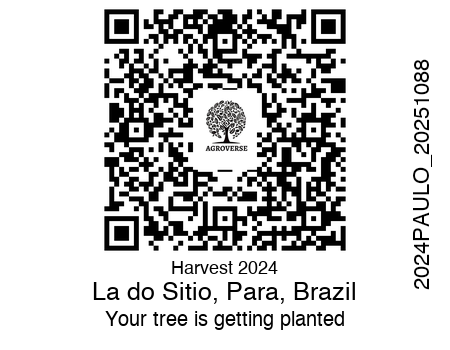 AGROVERSE
Harvest 2024
La do Sitio, Para, Brazil
Your tree is getting planted
2024PAULO_20251088